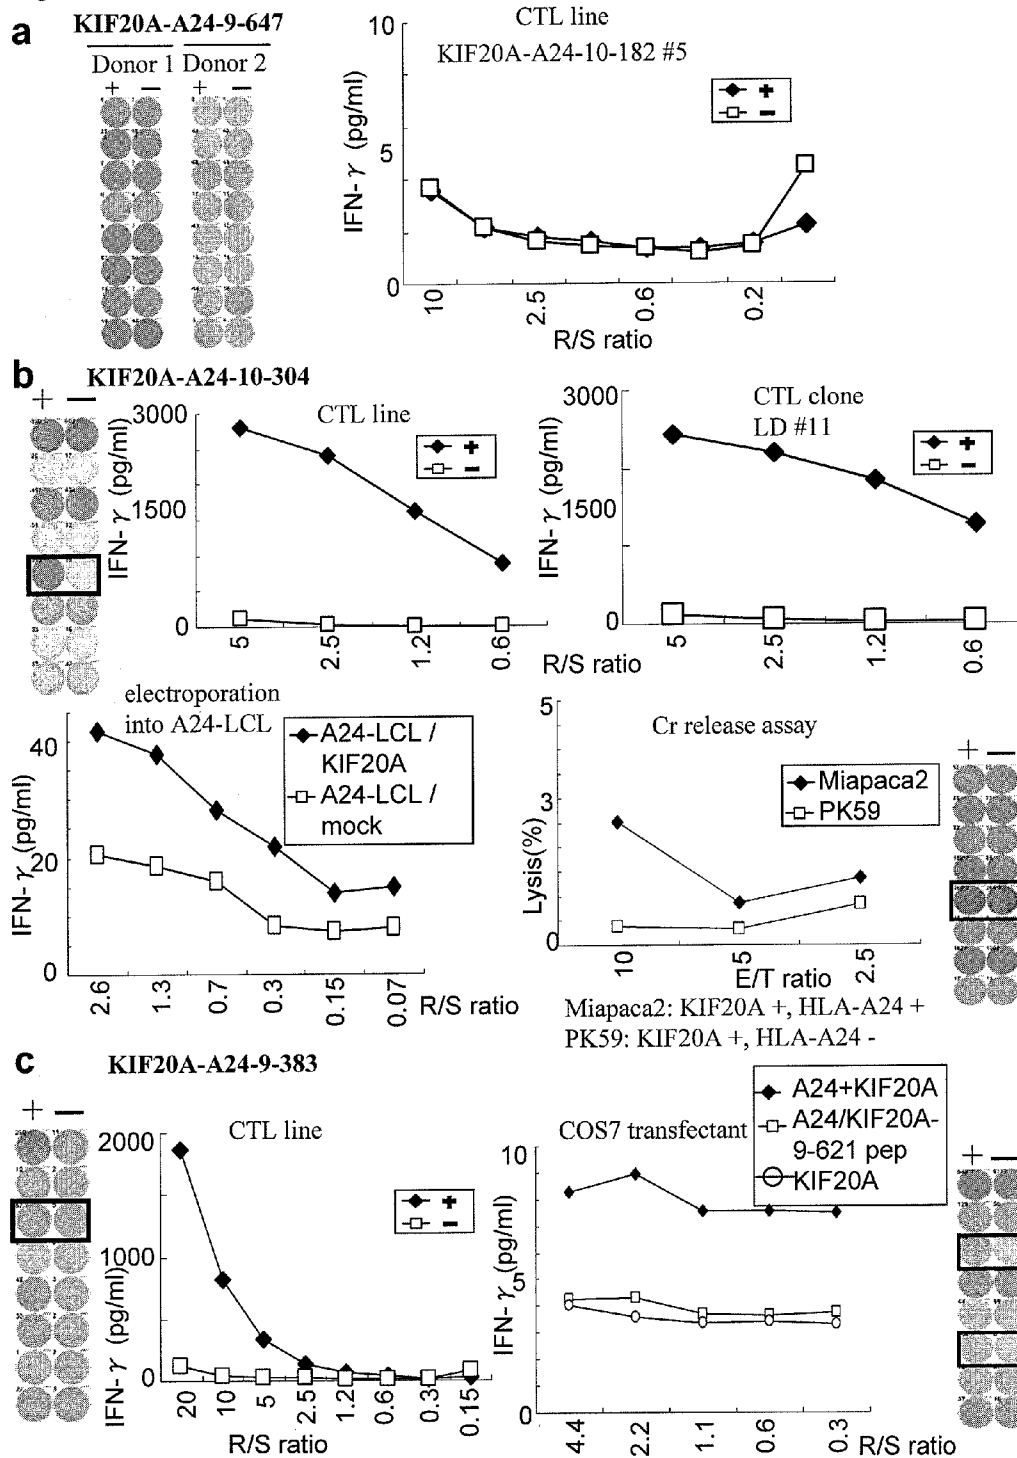 a
KIF20A-A24-9-647
Donor 1 Donor 2
+ − + −
CTL line
KIF20A-A24-10-182 #5
IFN-γ (pg/ml)
10
5
0
+
−
10 2.5 0.6 0.2
R/S ratio
b
KIF20A-A24-10-304
+ −
CTL line
IFN-γ (pg/ml)
3000
1500
0
+
−
5 2.5 1.2 0.6
R/S ratio
CTL clone
LD #11
IFN-γ (pg/ml)
3000
1500
0
+
−
5 2.5 1.2 0.6
electroporation
into A24-LCL
IFN-γ (pg/ml)
40
20
0
A24-LCL /
KIF20A
A24-LCL /
mock
2.6 1.3 0.7 0.3 0.15 0.07
R/S ratio
Cr release assay
Lysis(%)
5
3
0
Miapaca2
PK59
10 5 2.5
E/T ratio
Miapaca2: KIF20A +, HLA-A24 +
PK59: KIF20A +, HLA-A24 -
+ −
c
KIF20A-A24-9-383
+ −
CTL line
IFN-γ (pg/ml)
2000
1000
0
+
−
20 10 5 2.5 1.2 0.6 0.3 0.15
R/S ratio
COS7 transfectant
A24+KIF20A
A24/KIF20A-
9-621 pep
KIF20A
IFN-γ (pg/ml)
10
5
0
4.4 2.2 1.1 0.6 0.3
R/S ratio
+ −